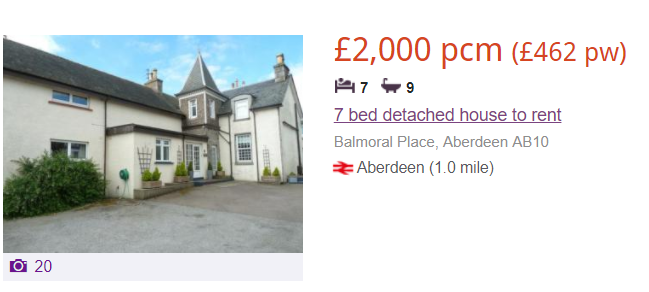 £2,000 pcm (£462 pw)
7 9
7 bed detached house to rent
Balmoral Place, Aberdeen AB10
Aberdeen (1.0 mile)
20